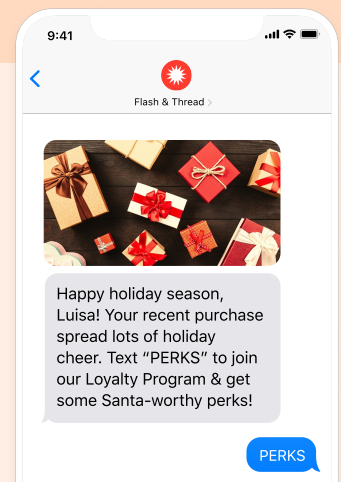 9:41
Flash & Thread
Happy holiday season,
Luisa! Your recent purchase
spread lots of holiday
cheer. Text “PERKS” to join
our Loyalty Program & get
some Santa-worthy perks!
PERKS